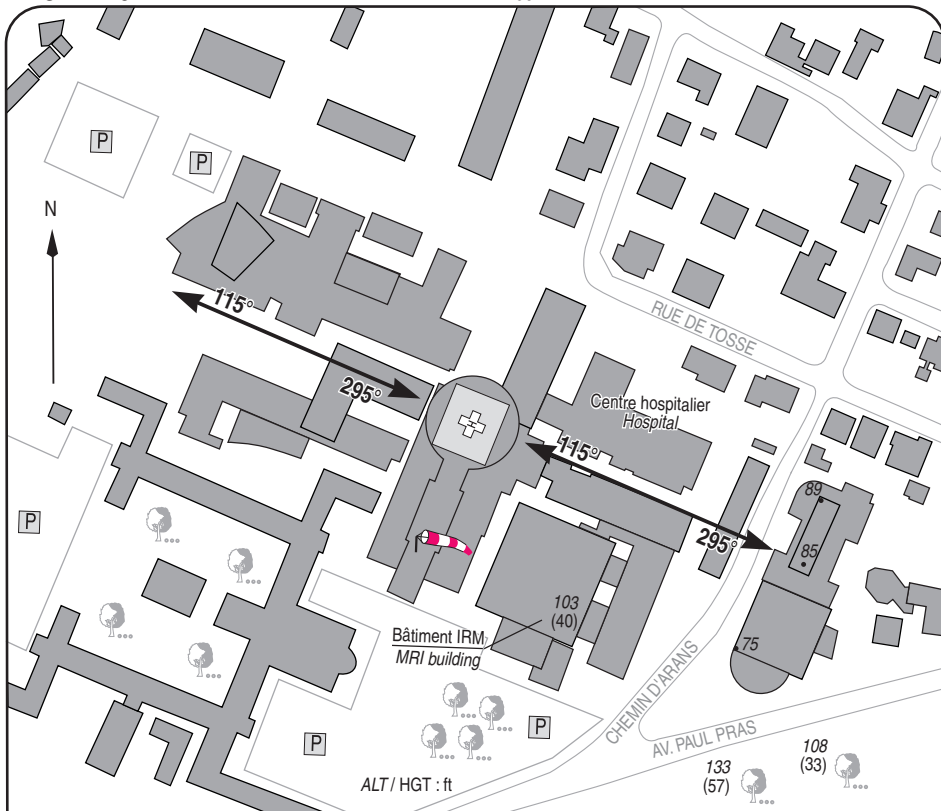 P
P
N
115°
RUE DE TOSSE
295°
Centre hospitalier
Hospital
115°
89
P
295°
85
103
(40)
Bâtiment IRM
MRI building
75
CHEMIN D'ARANS
P
P
AV. PAUL PRAS
108
(33)
133
(57)
ALT / HGT : ft